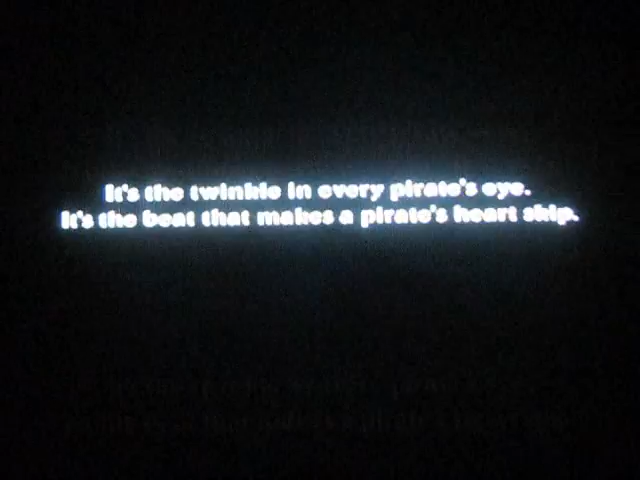 It's the twinkle in every pirate's eye.
It's the beat that makes a pirate's heart skip.